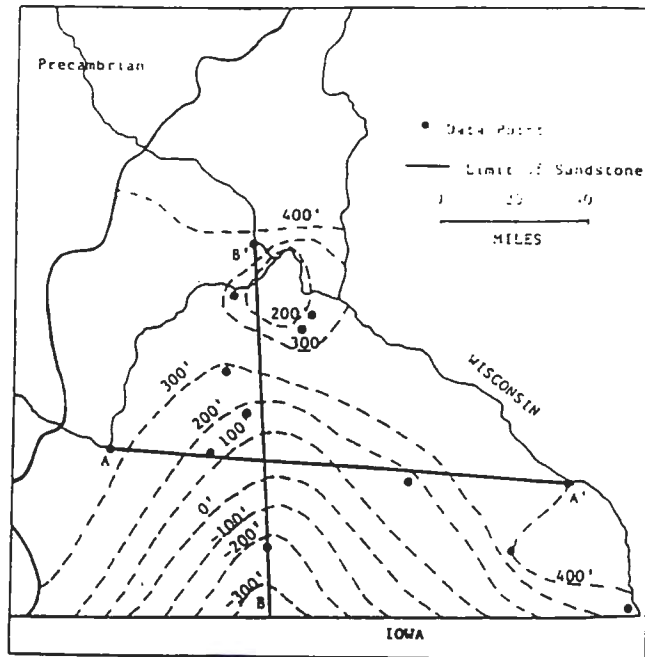 Precambrian
Data Point
Limit of Sandstone
MILES
400'
B'
200
300
WISCONSIN
300'
200'
100
A
A'
0'
-100'
-200'
-300'
B
400'
IOWA